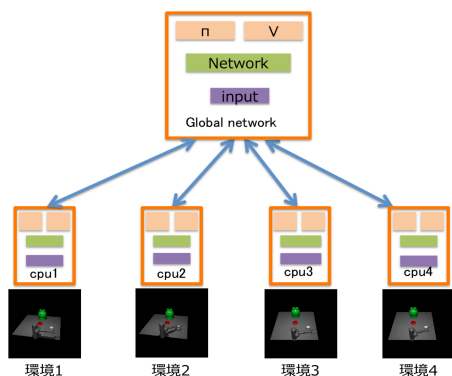 π V
Network
input
Global network
cpu1 cpu2 cpu3 cpu4
環境1 環境2 環境3 環境4